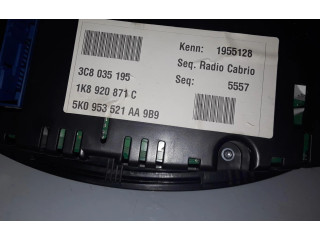 Kenn: 1955128
3C8 035 195
Seq. Radio Cabrio
1K8 920 871 C
Seq: 5557
5K0 953 521 AA 9B9